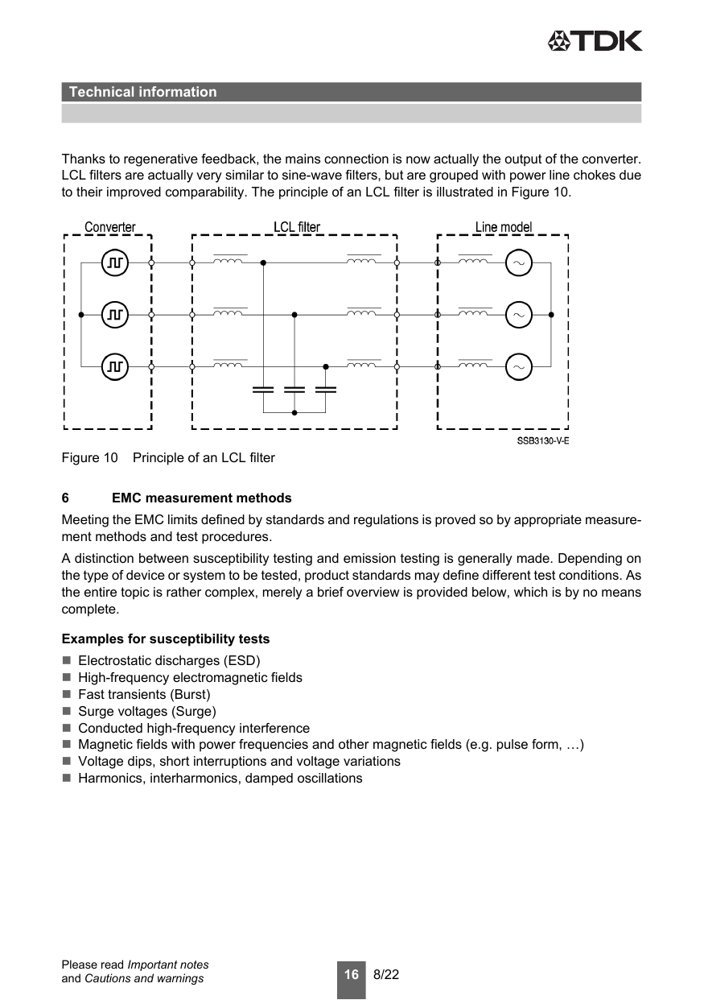 TDK
Technical information
Thanks to regenerative feedback, the mains connection is now actually the output of the converter.
LCL filters are actually very similar to sine-wave filters, but are grouped with power line chokes due
to their improved comparability. The principle of an LCL filter is illustrated in Figure 10.
Converter LCL filter Line model
SSB3130-V-E
Figure 10 Principle of an LCL filter
6 EMC measurement methods
Meeting the EMC limits defined by standards and regulations is proved so by appropriate measure-
ment methods and test procedures.
A distinction between susceptibility testing and emission testing is generally made. Depending on
the type of device or system to be tested, product standards may define different test conditions. As
the entire topic is rather complex, merely a brief overview is provided below, which is by no means
complete.
Examples for susceptibility tests
■ Electrostatic discharges (ESD)
■ High-frequency electromagnetic fields
■ Fast transients (Burst)
■ Surge voltages (Surge)
■ Conducted high-frequency interference
■ Magnetic fields with power frequencies and other magnetic fields (e.g. pulse form, …)
■ Voltage dips, short interruptions and voltage variations
■ Harmonics, interharmonics, damped oscillations
Please read Important notes
and Cautions and warnings
16 8/22